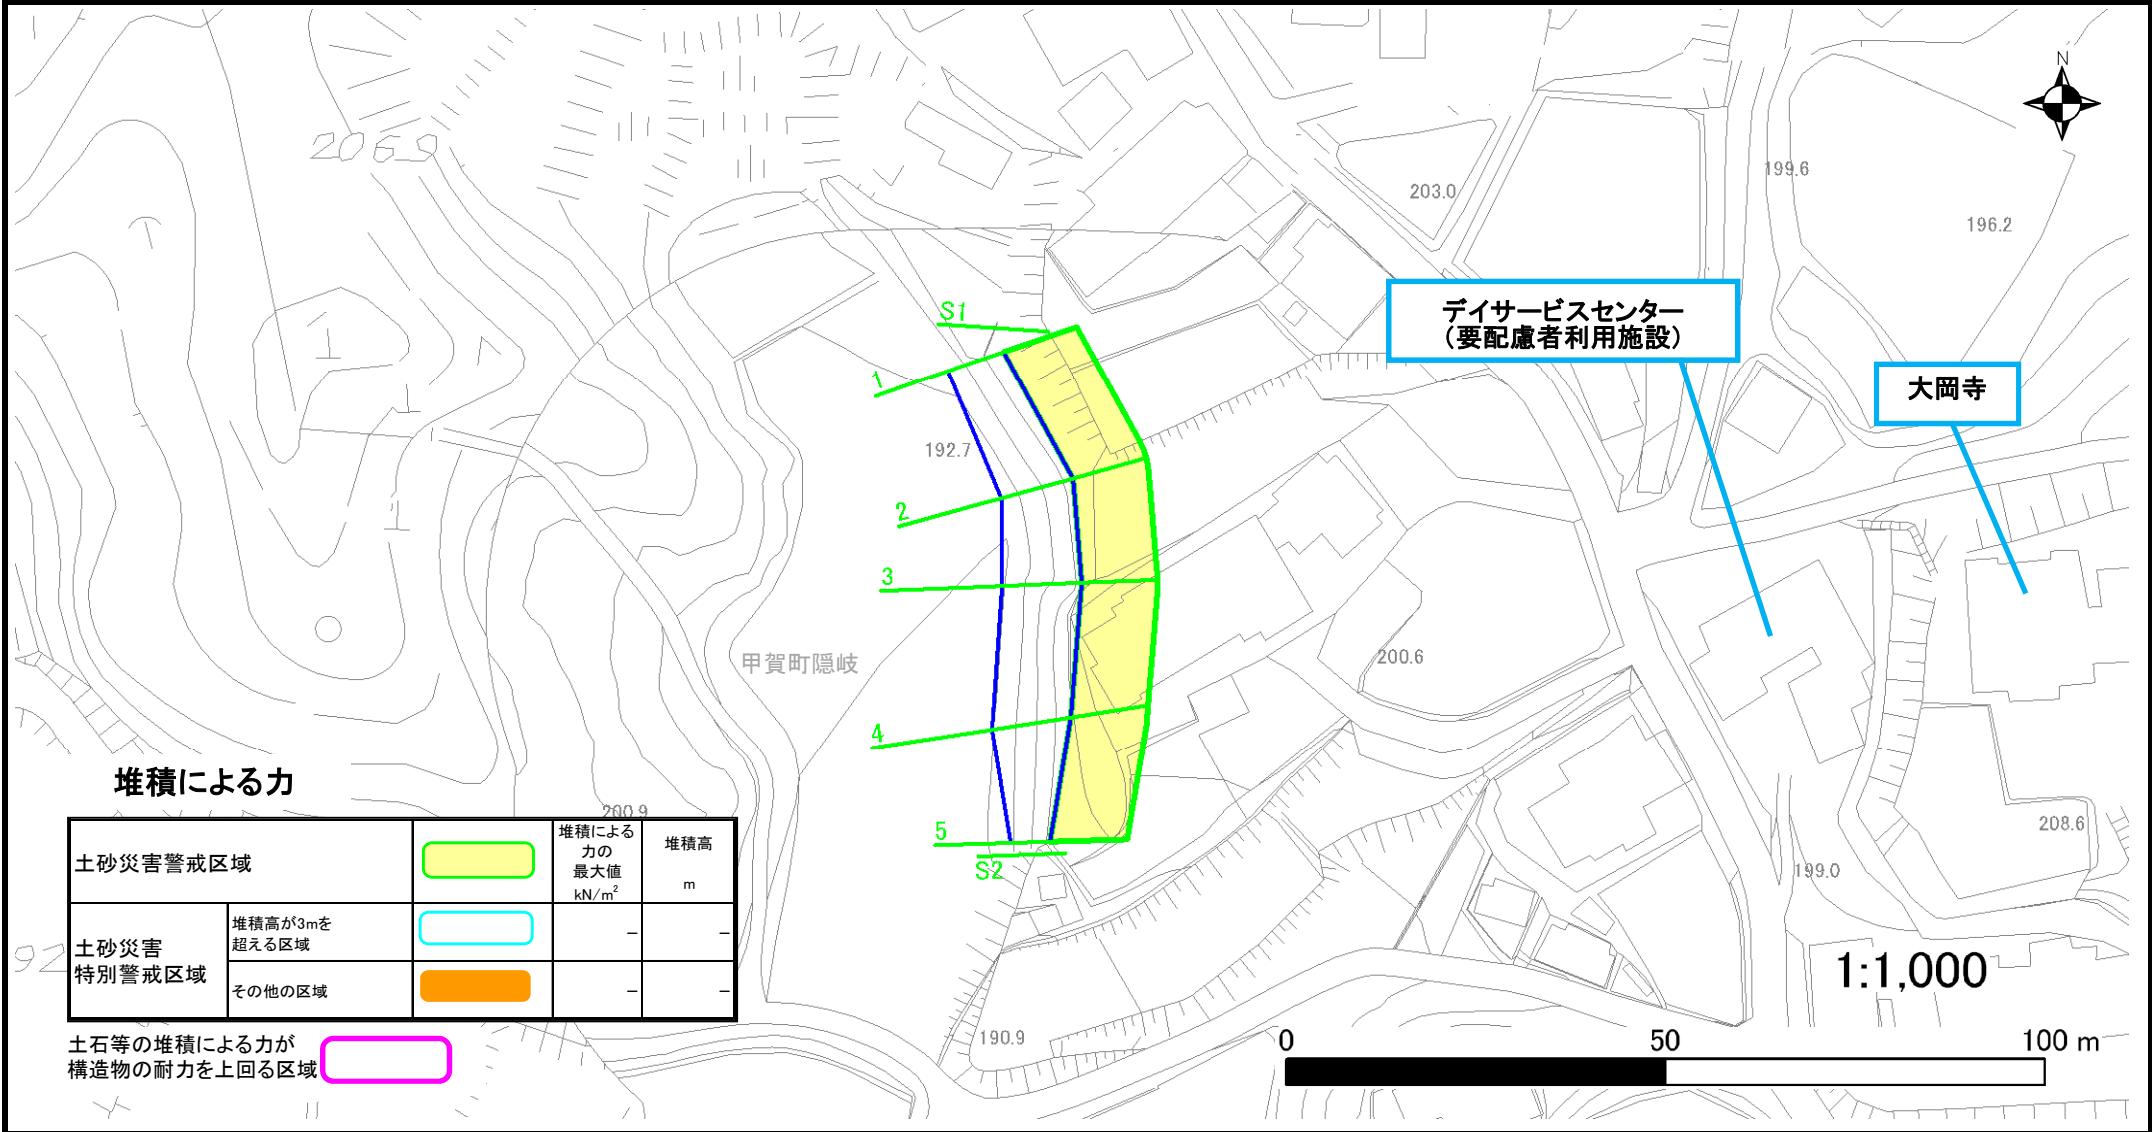 N
206.0
203.0
199.6
196.2
デイサービスセンター
(要配慮者利用施設)
大岡寺
S1
1
192.7
2
3
甲賀町隠岐
200.6
4
堆積による力
200.9
5
S2
208.6
199.0
土砂災害警戒区域
堆積による
力の
最大値
kN/m²
堆積高
m
土砂災害
特別警戒区域
堆積高が3mを
超える区域
－
－
その他の区域
－
－
土石等の堆積による力が
構造物の耐力を上回る区域
190.9
1:1,000
0 50 100 m